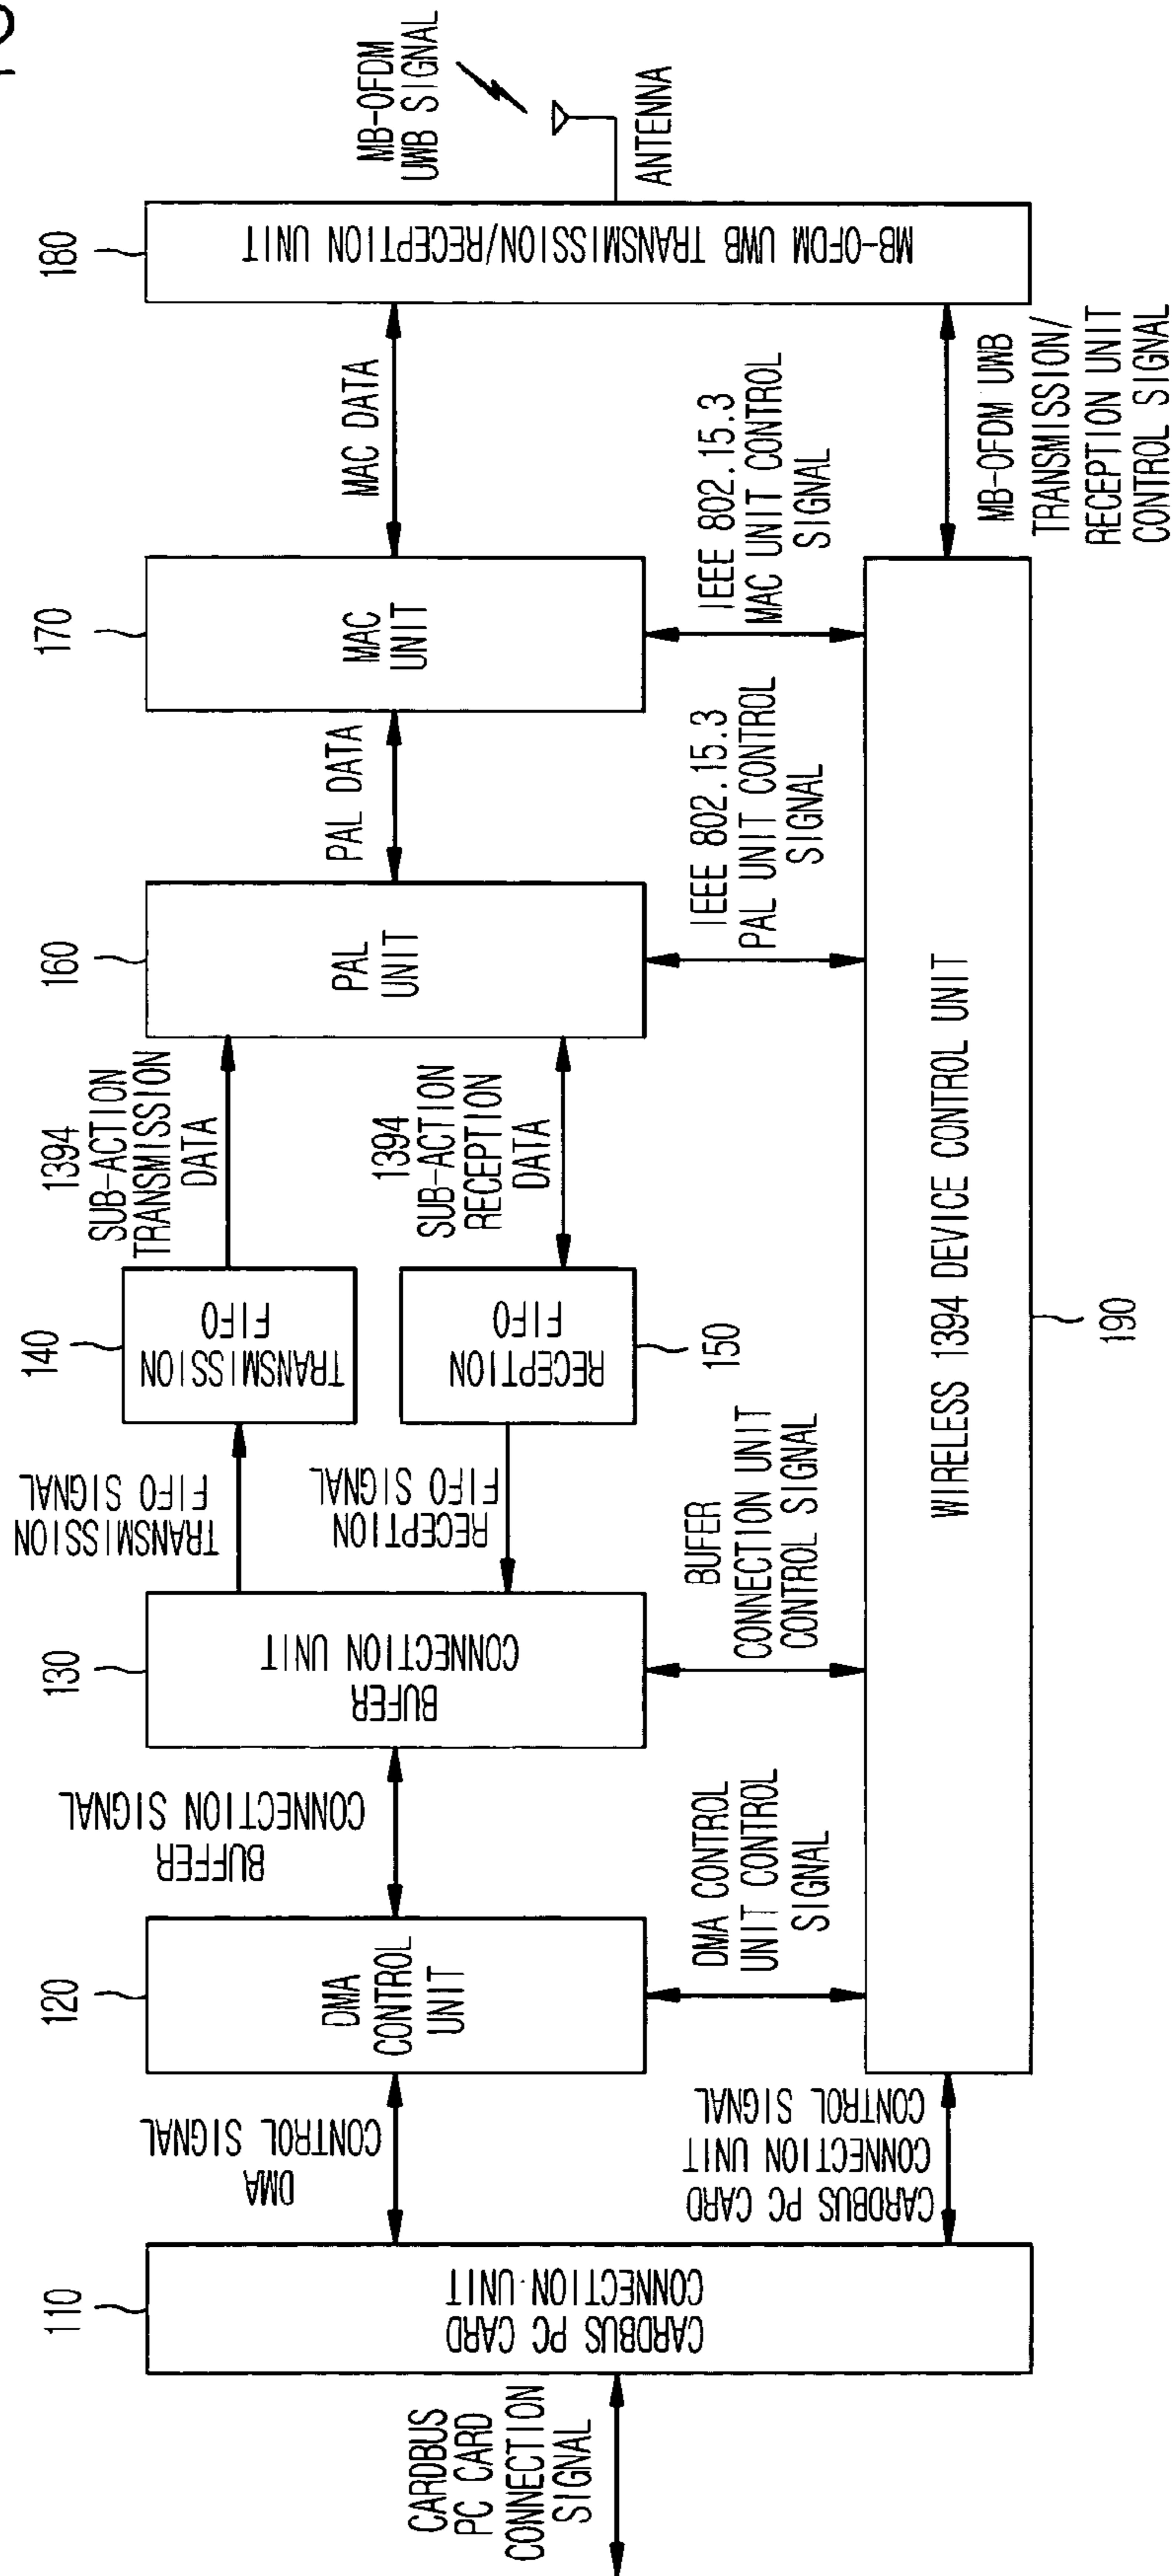 CARDBUS
PC CARD
CONNECTION
SIGNAL
110
CARDBUS PC CARD
CONNECTION UNIT
DMA
CONTROL SIGNAL
CARDBUS PC CARD
CONNECTION UNIT
CONTROL SIGNAL
120
DMA
CONTROL
UNIT
DMA CONTROL
UNIT CONTROL
SIGNAL
BUFFER
CONNECTION SIGNAL
130
BUFER
CONNECTION UNIT
BUFER
CONNECTION UNIT
CONTROL SIGNAL
TRANSMISSION
FIFO SIGNAL
RECEPTION
FIFO SIGNAL
140
TRANSMISSION
FIFO
RECEPTION
FIFO
150
1394
SUB-ACTION
TRANSMISSION
DATA
1394
SUB-ACTION
RECEPTION
DATA
160
PAL
UNIT
IEEE 802.15.3
PAL UNIT CONTROL
SIGNAL
PAL DATA
170
MAC
UNIT
IEEE 802.15.3
MAC UNIT CONTROL
SIGNAL
MAC DATA
180
MB-OFDM UWB TRANSMISSION/RECEPTION UNIT
MB-OFDM UWB
TRANSMISSION/
RECEPTION UNIT
CONTROL SIGNAL
MB-OFDM
UWB SIGNAL
ANTENNA
WIRELESS 1394 DEVICE CONTROL UNIT
190